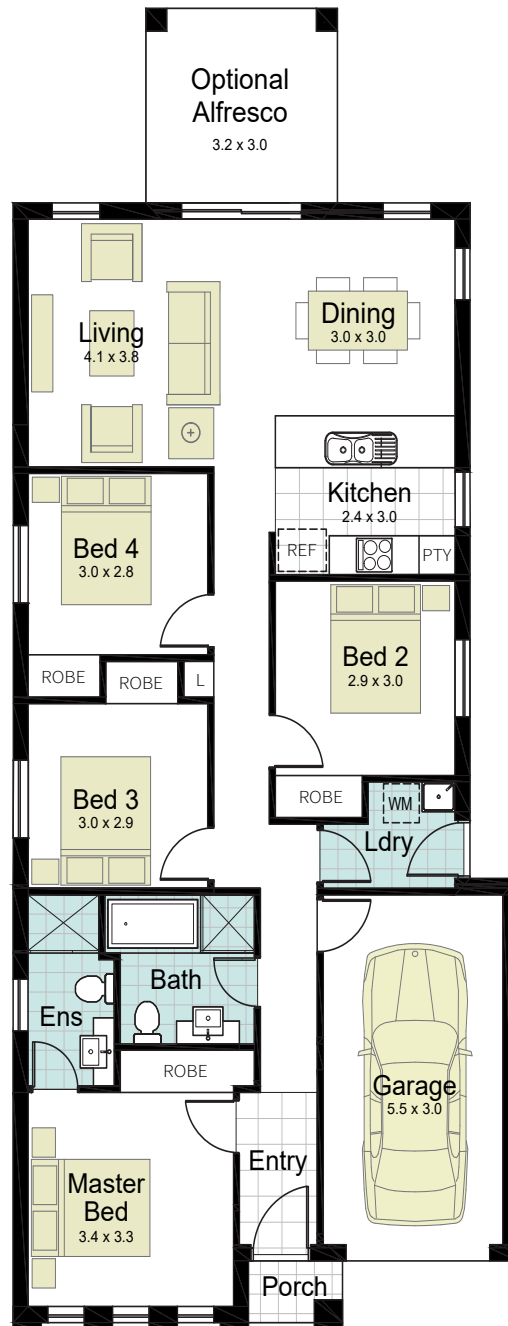 Optional
Alfresco
3.2 x 3.0
Living
4.1 x 3.8
Dining
3.0 x 3.0
Kitchen
2.4 x 3.0
REF
PTY
Bed 4
3.0 x 2.8
Bed 2
2.9 x 3.0
ROBE
ROBE
L
Bed 3
3.0 x 2.9
ROBE
WM
Ldry
Bath
Ens
ROBE
Garage
5.5 x 3.0
Entry
Master
Bed
3.4 x 3.3
Porch